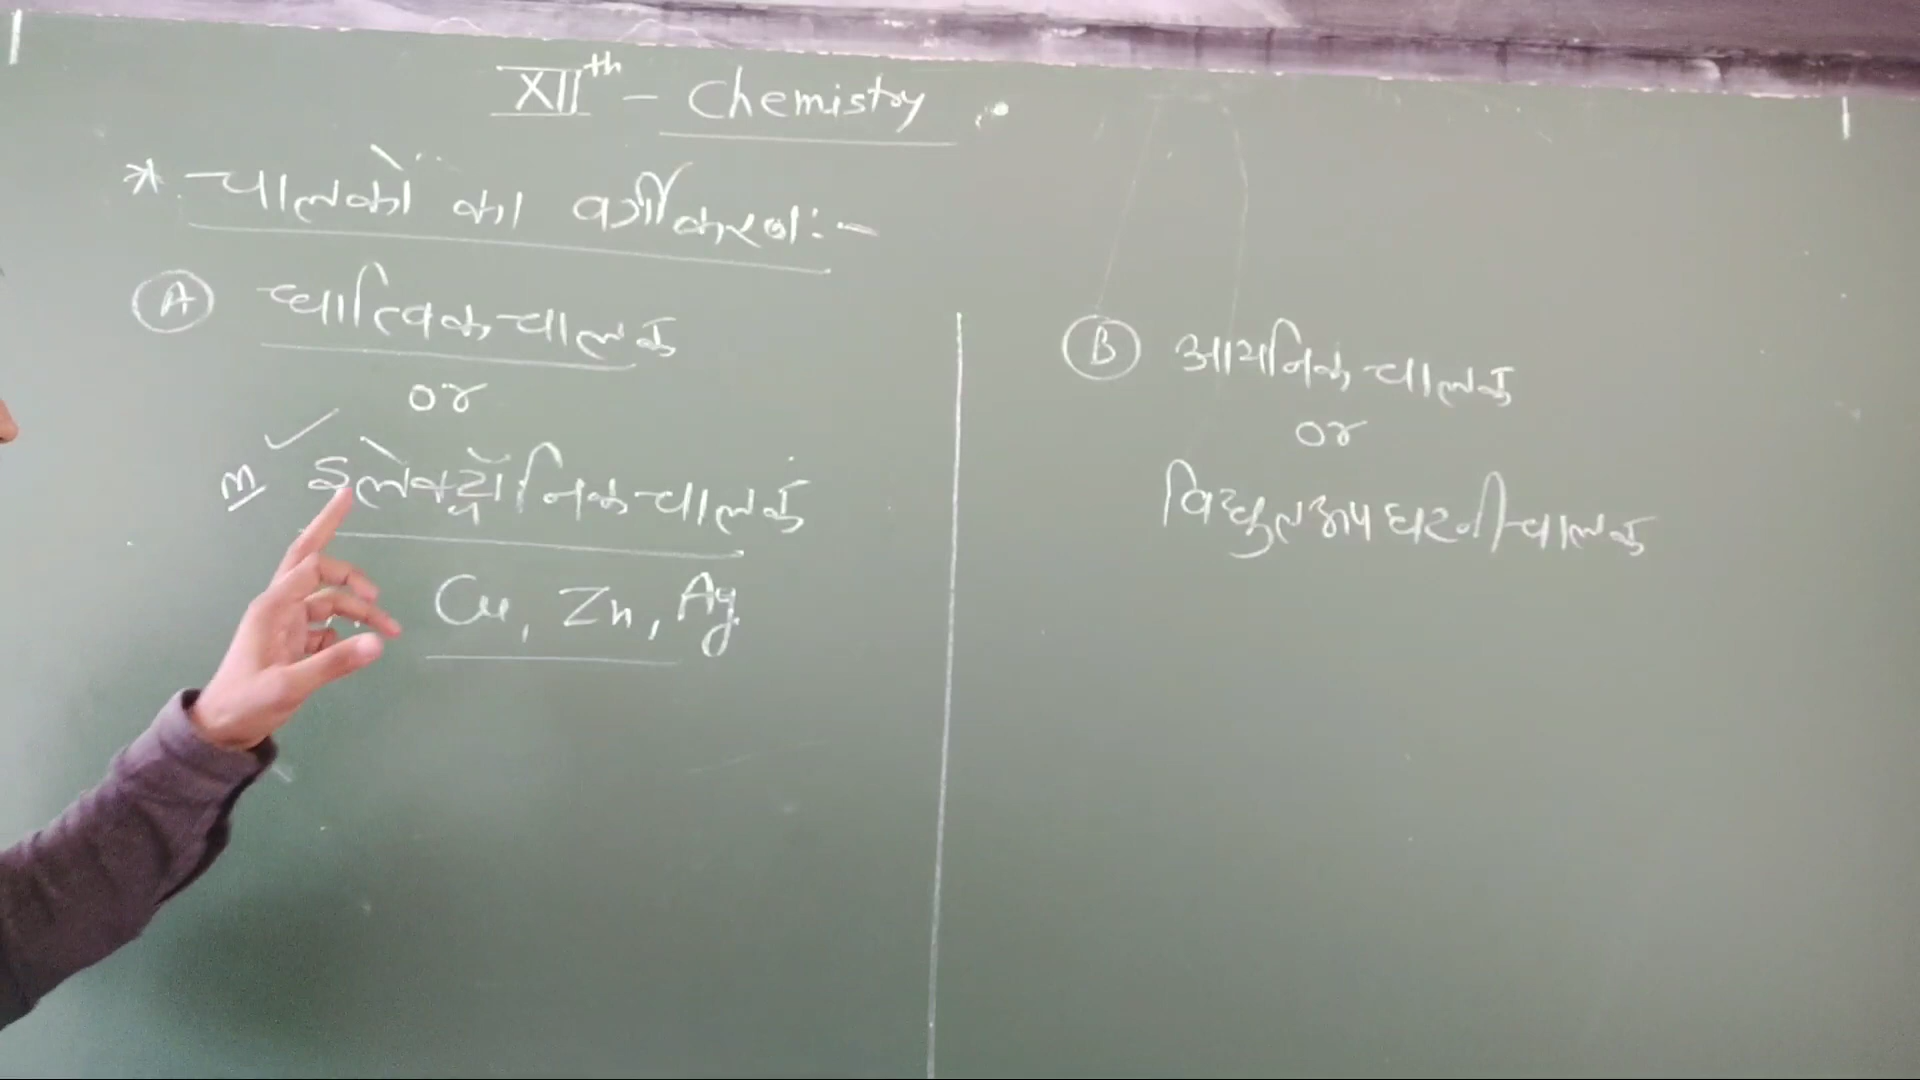 XIIth - Chemistry
* चालकों का वर्गीकरण :-
(A) धात्विक चालक
or
m इलेक्ट्रॉनिक चालक
Cu, Zn, Ag
(B) आयनिक चालक
or
विद्युत अपघटनी चालक